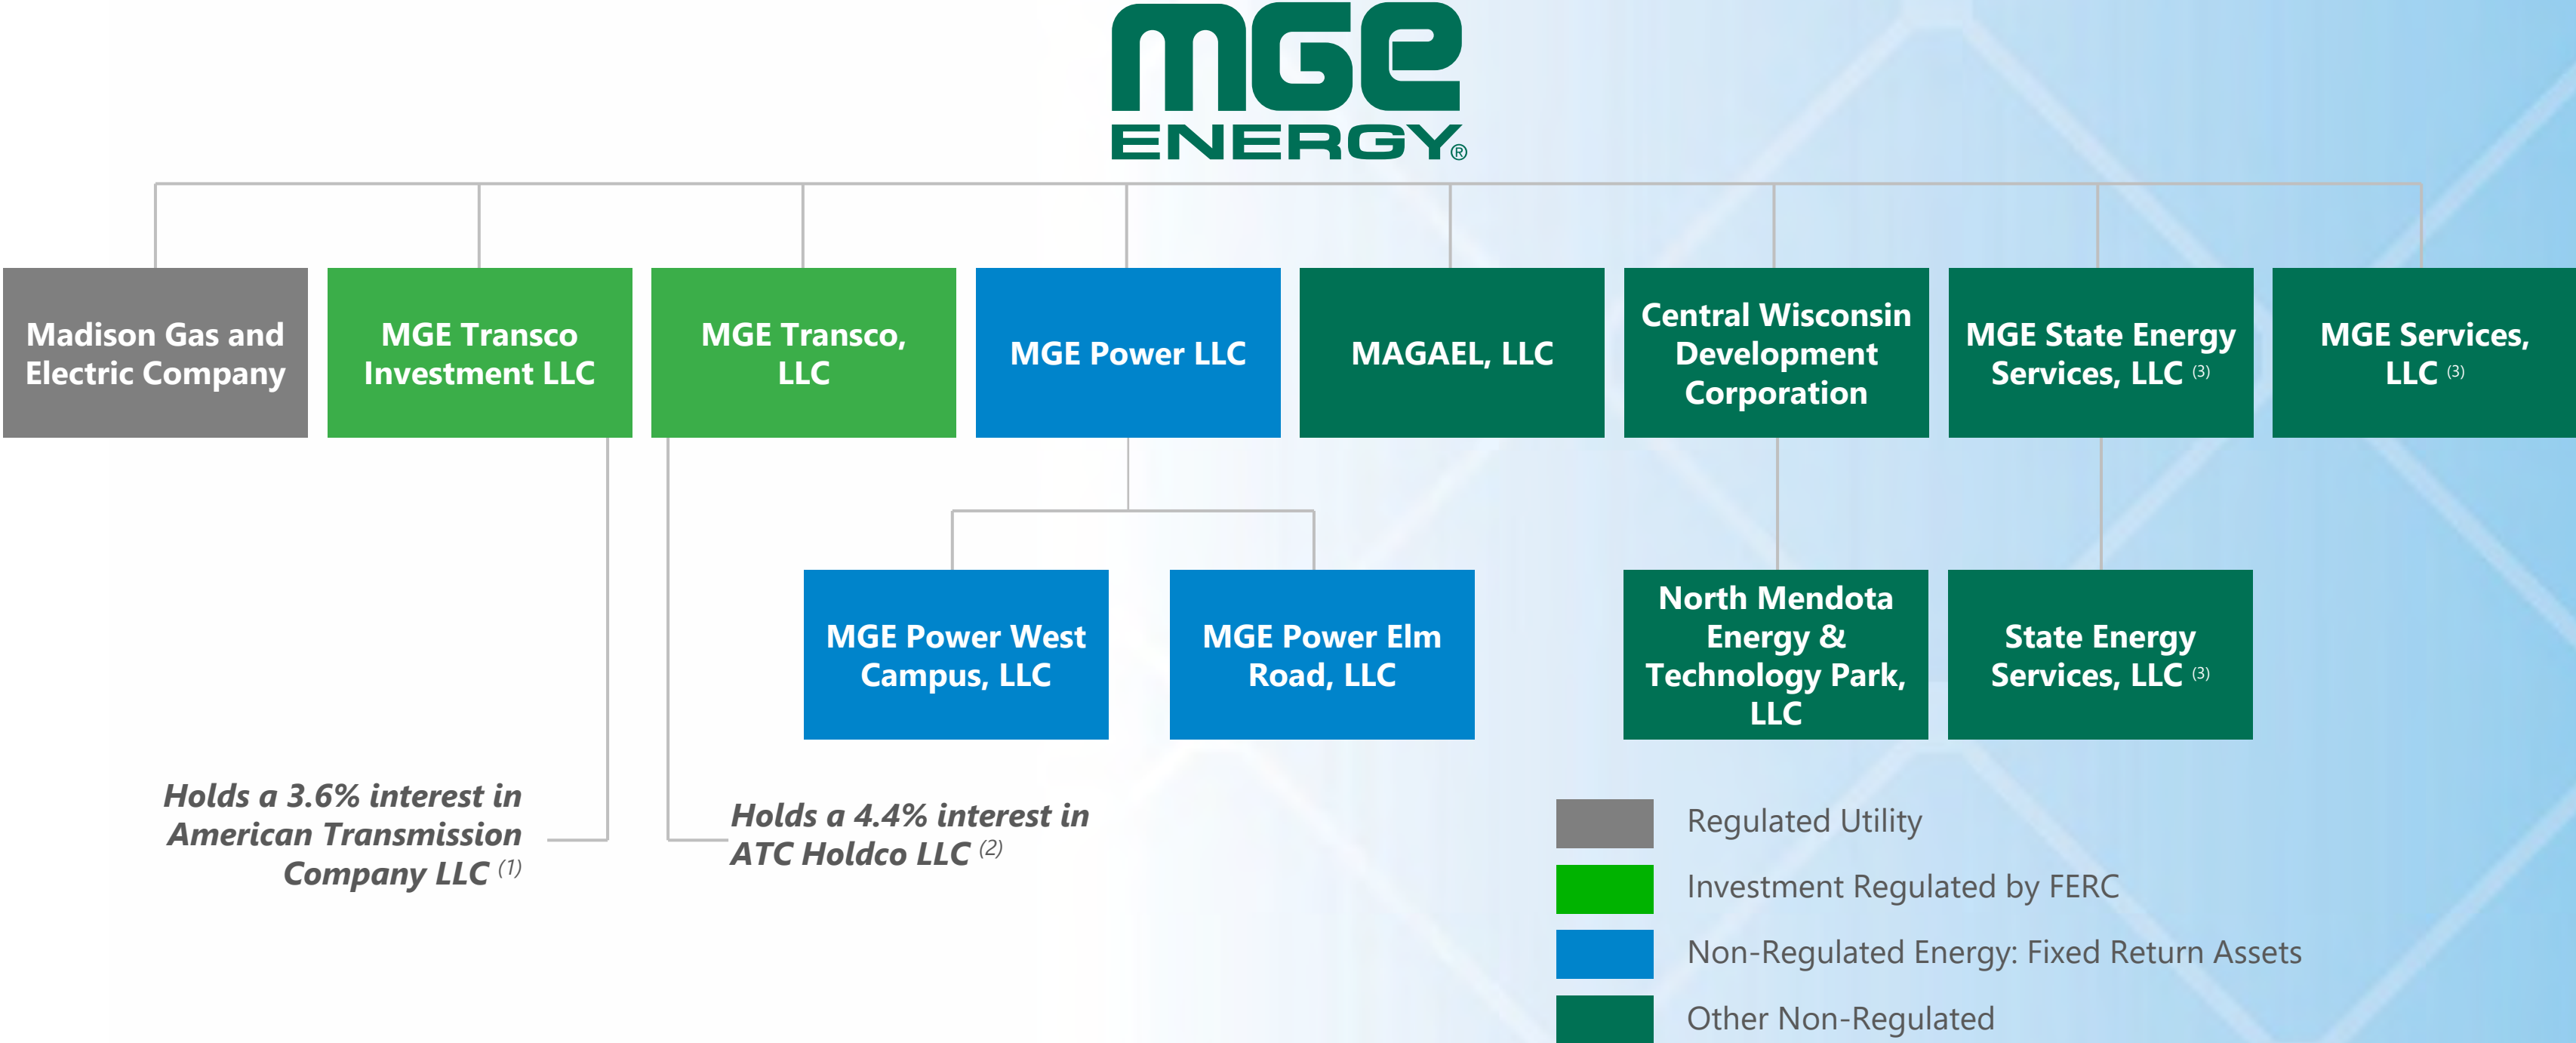 mGe
ENERGY®
Madison Gas and
Electric Company
MGE Transco
Investment LLC
MGE Transco,
LLC
MGE Power LLC
MAGAEL, LLC
Central Wisconsin
Development
Corporation
MGE State Energy
Services, LLC (3)
MGE Services,
LLC (3)
MGE Power West
Campus, LLC
MGE Power Elm
Road, LLC
North Mendota
Energy &
Technology Park,
LLC
State Energy
Services, LLC (3)
Holds a 3.6% interest in
American Transmission
Company LLC (1)
Holds a 4.4% interest in
ATC Holdco LLC (2)
Regulated Utility
Investment Regulated by FERC
Non-Regulated Energy: Fixed Return Assets
Other Non-Regulated